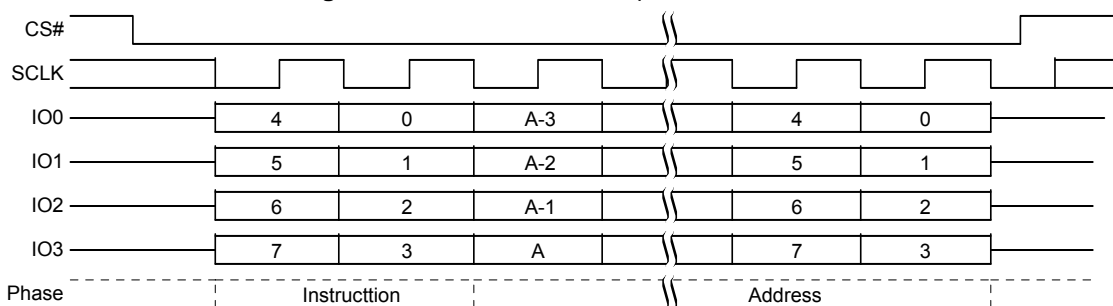 CS#
SCLK
IO0 4 0 A-3 4 0
IO1 5 1 A-2 5 1
IO2 6 2 A-1 6 2
IO3 7 3 A 7 3
Phase Instructtion Address